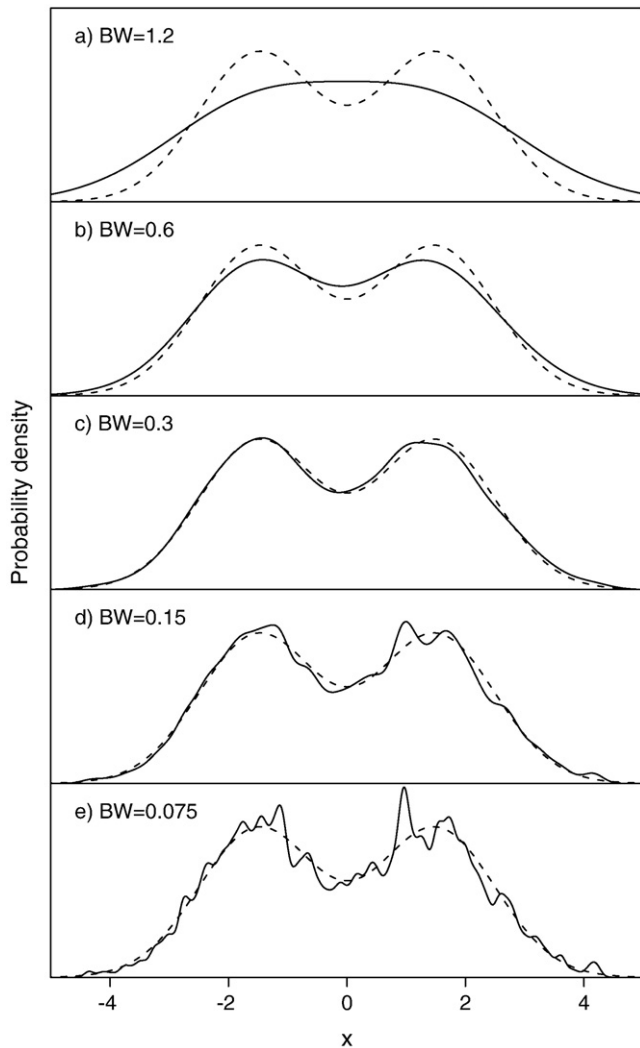 a) BW=1.2
b) BW=0.6
c) BW=0.3
d) BW=0.15
e) BW=0.075
Probability density
-4 -2 0 2 4
x